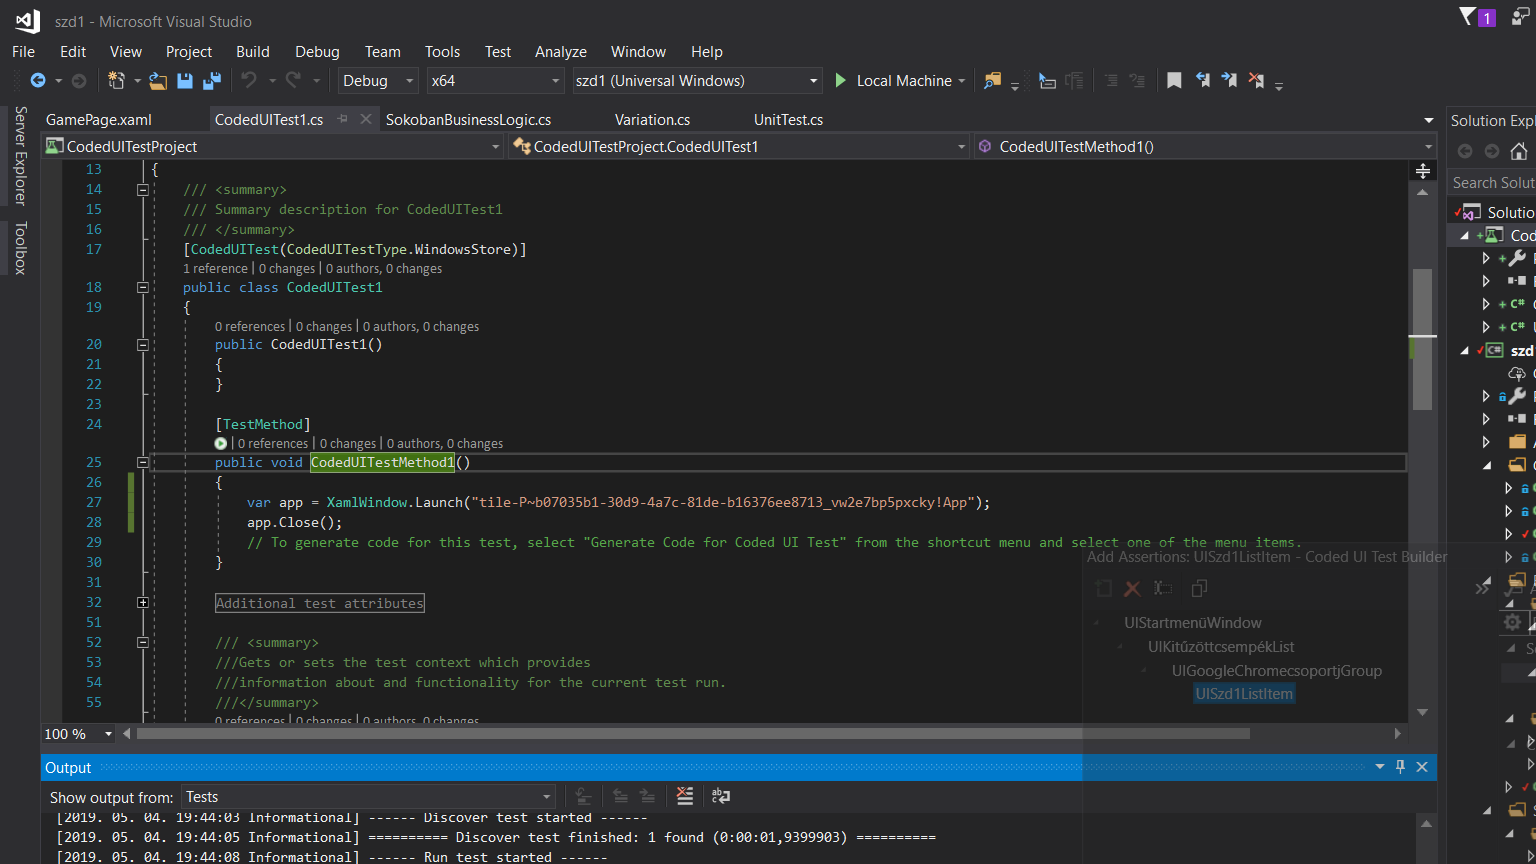 szd1 - Microsoft Visual Studio
1
File Edit View Project Build Debug Team Tools Test Analyze Window Help
Debug x64 szd1 (Universal Windows) Local Machine
Server Explorer
Toolbox
GamePage.xaml CodedUITest1.cs SokobanBusinessLogic.cs Variation.cs UnitTest.cs
CodedUITestProject CodedUITestProject.CodedUITest1 CodedUITestMethod1()
13 {
14 /// <summary>
15 /// Summary description for CodedUITest1
16 /// </summary>
17 [CodedUITest(CodedUITestType.WindowsStore)]
1 reference | 0 changes | 0 authors, 0 changes
18 public class CodedUITest1
19 {
0 references | 0 changes | 0 authors, 0 changes
20 public CodedUITest1()
21 {
22 }
23
24 [TestMethod]
| 0 references | 0 changes | 0 authors, 0 changes
25 public void CodedUITestMethod1()
26 {
27 var app = XamlWindow.Launch("tile-P~b07035b1-30d9-4a7c-81de-b16376ee8713_vw2e7bp5pxcky!App");
28 app.Close();
29 // To generate code for this test, select "Generate Code for Coded UI Test" from the shortcut menu and select one of the menu items.
30 }
31
32 Additional test attributes
51
52 /// <summary>
53 ///Gets or sets the test context which provides
54 ///information about and functionality for the current test run.
55 ///</summary>
0 references | 0 changes | 0 authors, 0 changes
100 %
Add Assertions: UISzd1ListItem - Coded UI Test Builder
UIStartmenüWindow
UIKitűzöttcsempékList
UIGoogleChromecsoportjGroup
UISzd1ListItem
Solution Expl
Search Solut
Solutio
Cod
C#
C#
C# szd
Output
Show output from: Tests
[2019. 05. 04. 19:44:03 Informational] ------ Discover test started ------
[2019. 05. 04. 19:44:05 Informational] ========== Discover test finished: 1 found (0:00:01,9399903) ==========
[2019. 05. 04. 19:44:08 Informational] ------ Run test started ------